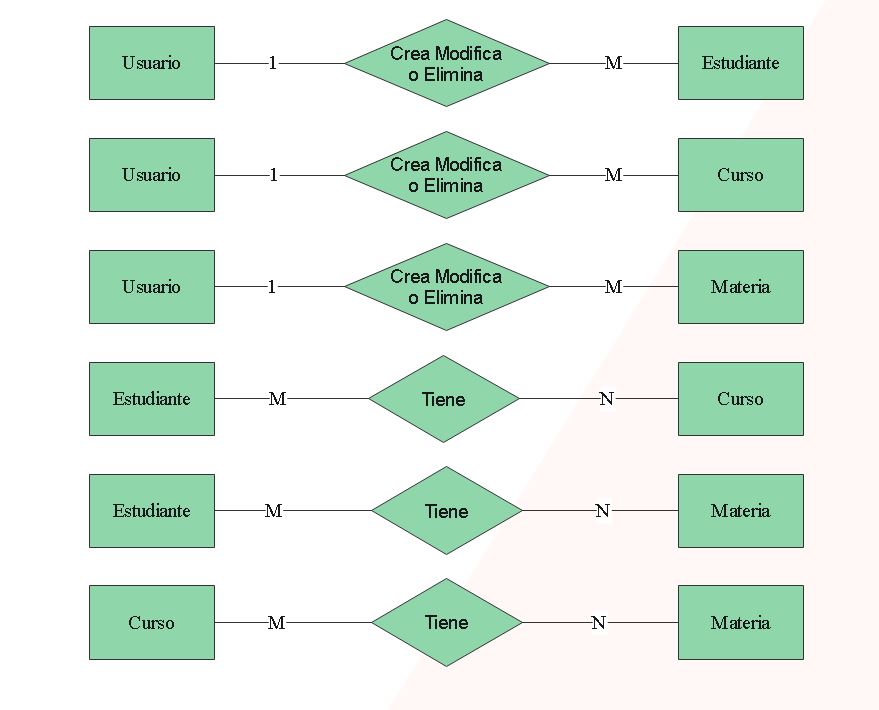 Usuario 1 Crea Modifica M Estudiante
o Elimina
Usuario 1 Crea Modifica M Curso
o Elimina
Usuario 1 Crea Modifica M Materia
o Elimina
Estudiante M Tiene N Curso
Estudiante M Tiene N Materia
Curso M Tiene N Materia